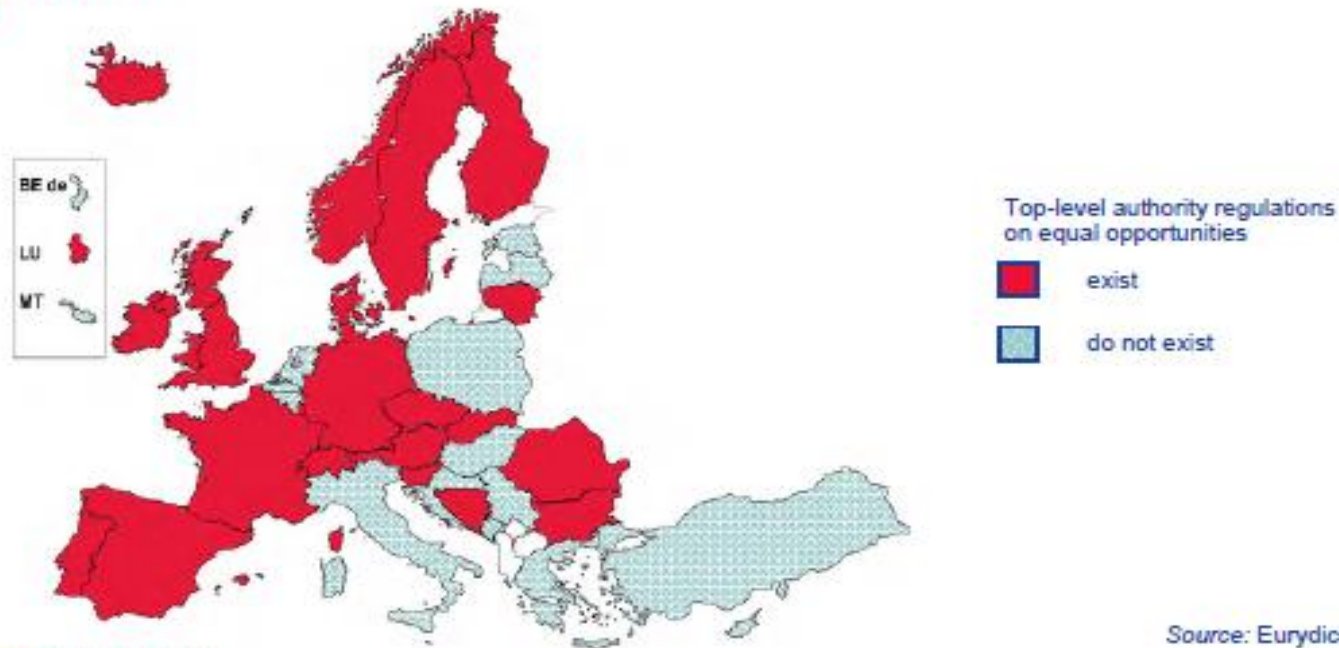 BE de
LU
MT
Top-level authority regulations
on equal opportunities
exist
do not exist
Source: Eurydic